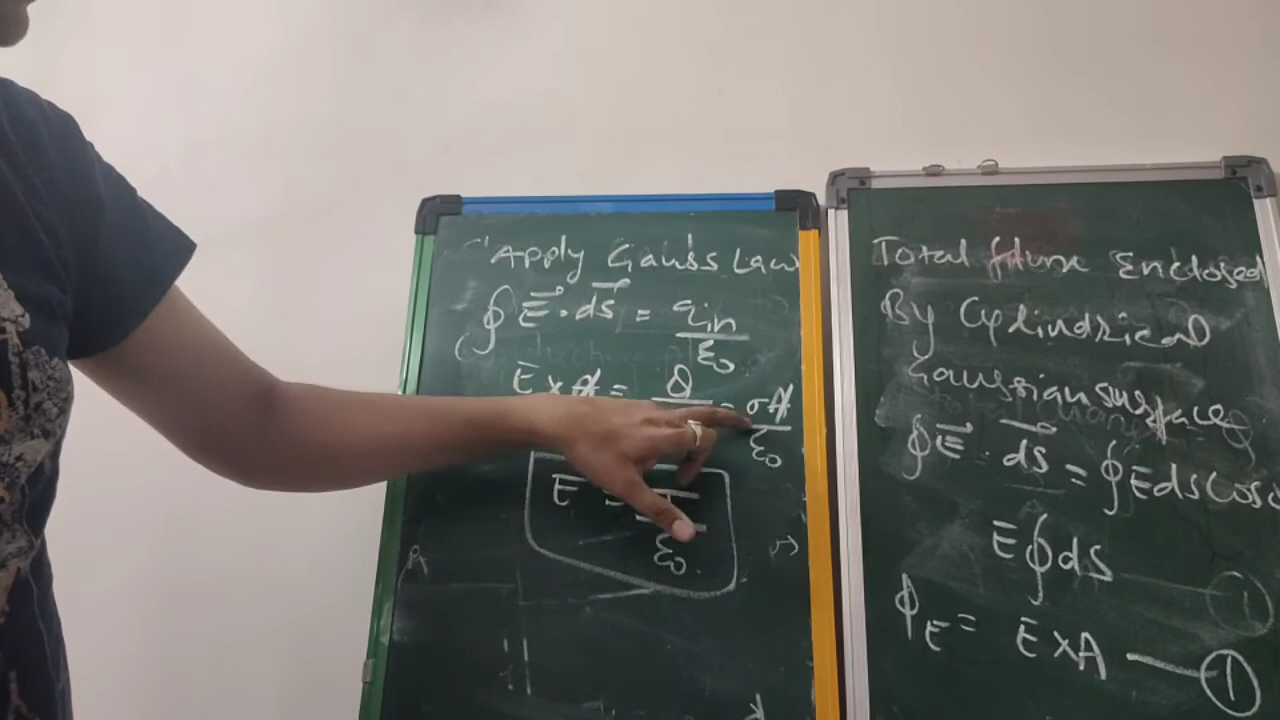 Apply Gauss Law
∮ E⃗ . ds⃗ = qin / ε0
E × A = Q = σA / ε0
E = / ε0
Total flux Enclosed
By Cylindrical
Gaussian surface
∮ E⃗ . ds⃗ = ∮ E ds Cos
E ∮ ds
ϕE = E×A — ①